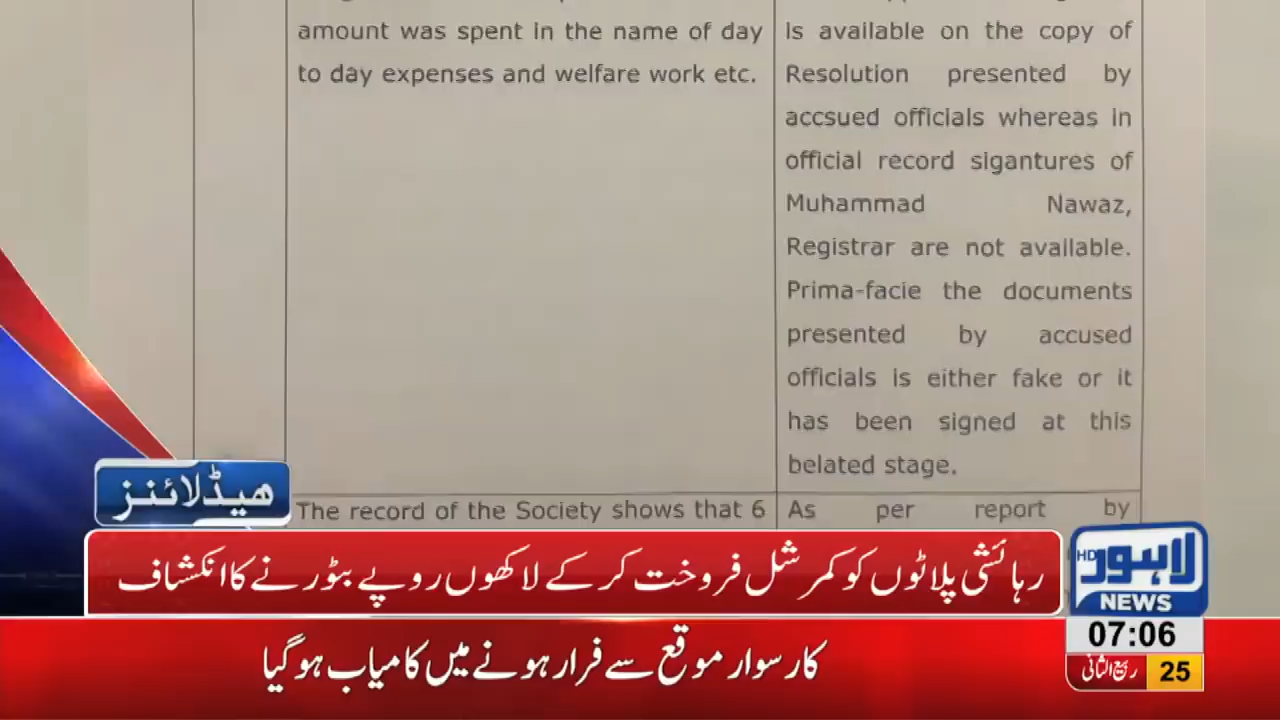 amount was spent in the name of day
to day expenses and welfare work etc.
is available on the copy of
Resolution presented by
accsued officials whereas in
official record sigantures of
Muhammad Nawaz,
Registrar are not available.
Prima-facie the documents
presented by accused
officials is either fake or it
has been signed at this
belated stage.
The record of the Society shows that 6
As per report by
ھیڈلائنز
رہائشی پلاٹوں کو کمرشل فروخت کر کے لاکھوں روپے بٹورنے کا انکشاف
لاہور HD
NEWS
07:06
25 ربیع الثانی
کار سوار موقع سے فرار ہونے میں کامیاب ہو گیا